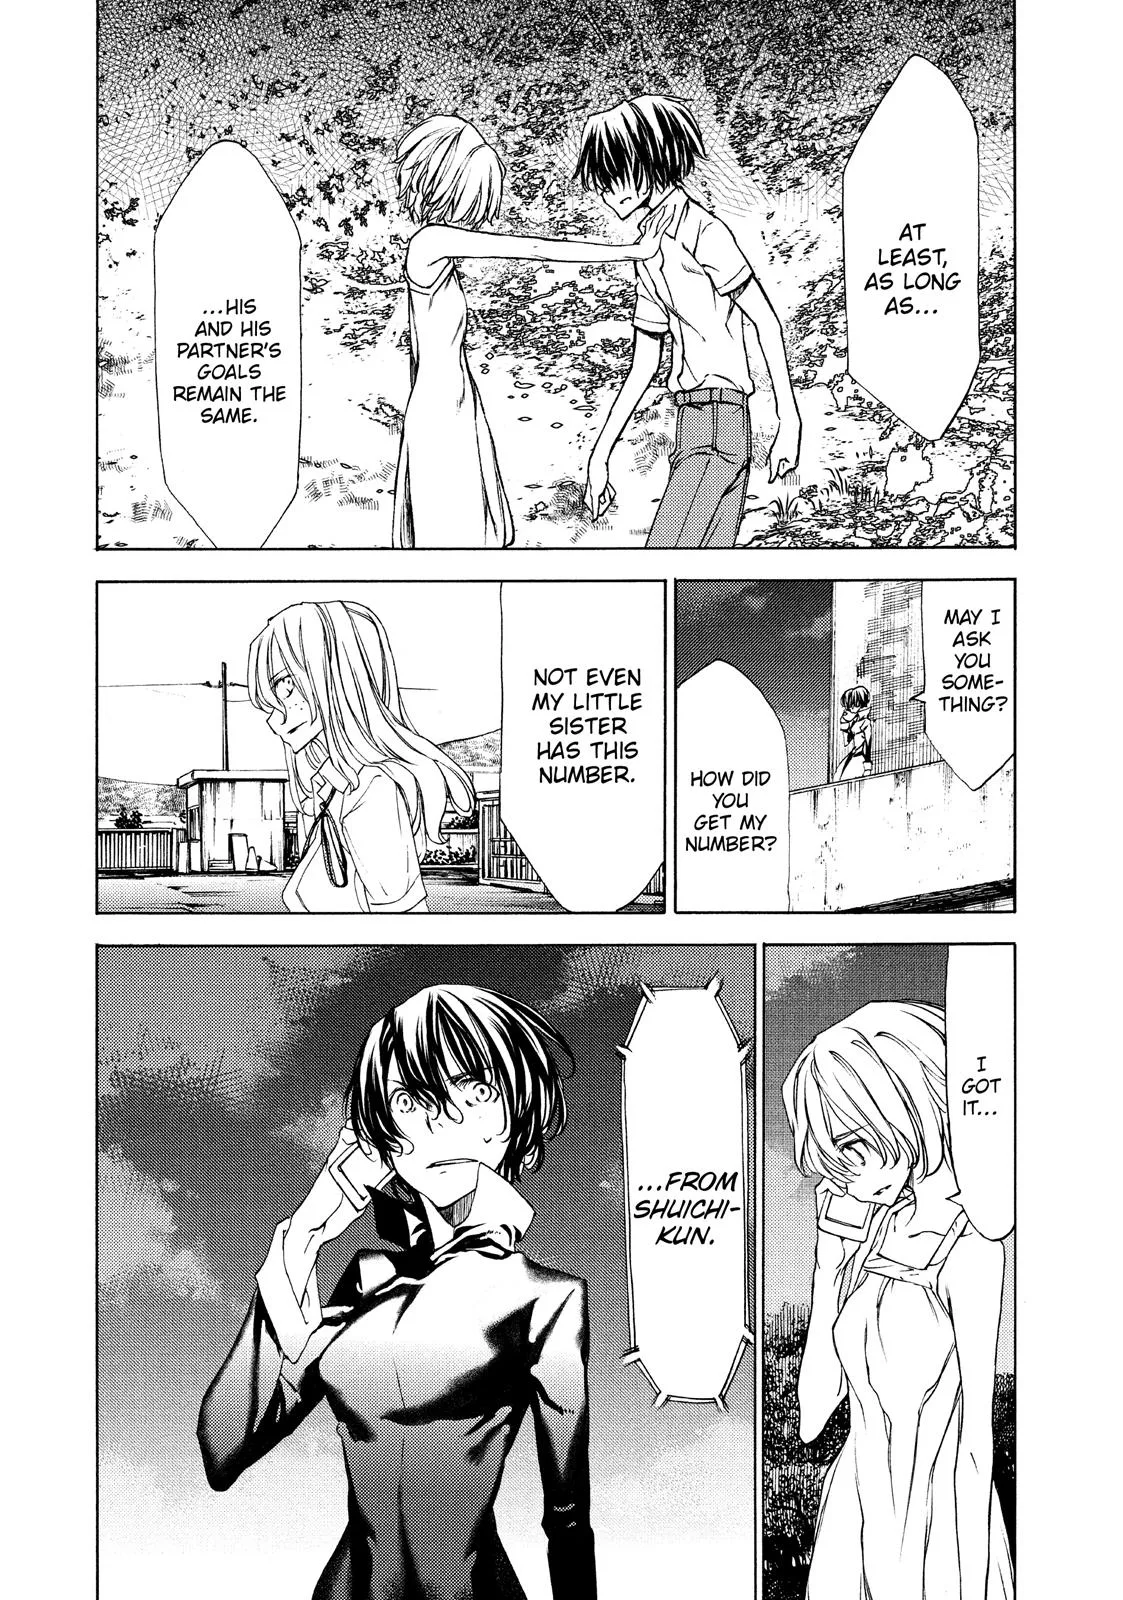 AT
LEAST,
AS LONG
AS...
...HIS
AND HIS
PARTNER'S
GOALS
REMAIN THE
SAME.
MAY I
ASK
YOU
SOME-
THING?
HOW DID
YOU
GET MY
NUMBER?
NOT EVEN
MY LITTLE
SISTER
HAS THIS
NUMBER.
I
GOT
IT...
...FROM
SHUICHI-
KUN.